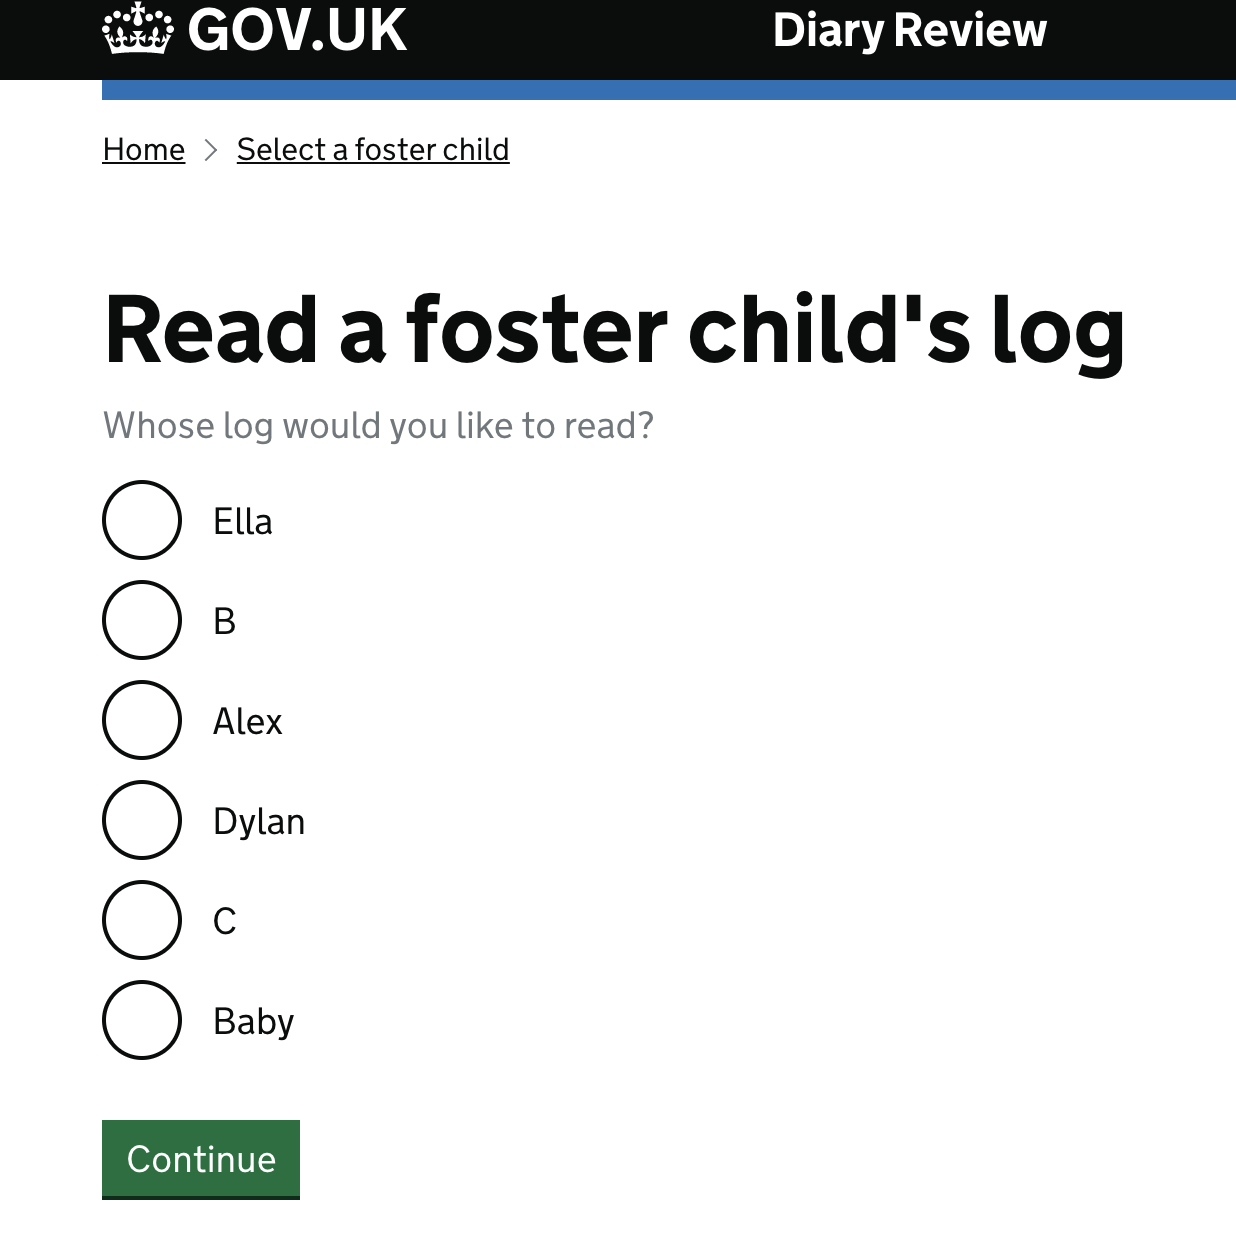 GOV.UK
Diary Review
Home > Select a foster child
Read a foster child's log
Whose log would you like to read?
Ella
B
Alex
Dylan
C
Baby
Continue